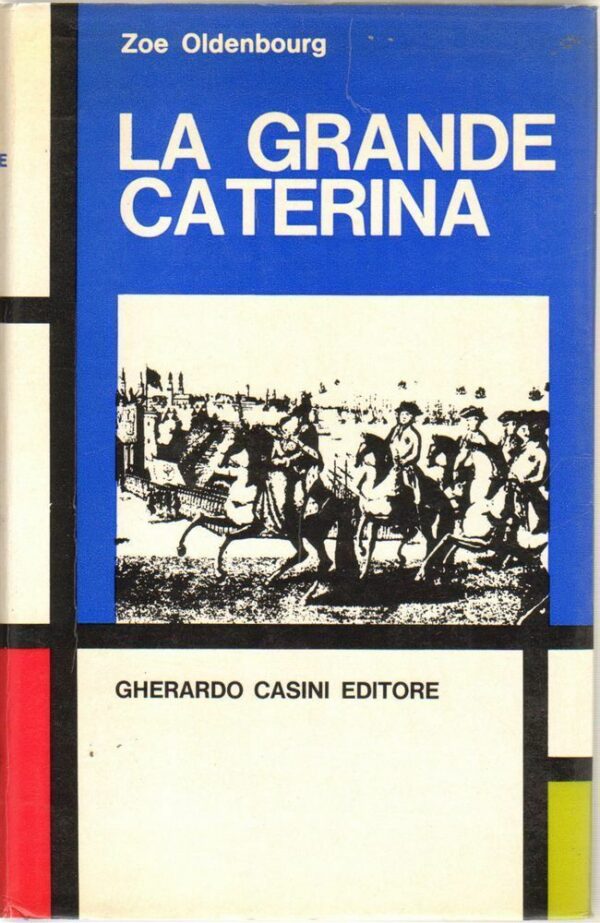 Zoe Oldenbourg
LA GRANDE
CATERINA
E
GHERARDO CASINI EDITORE